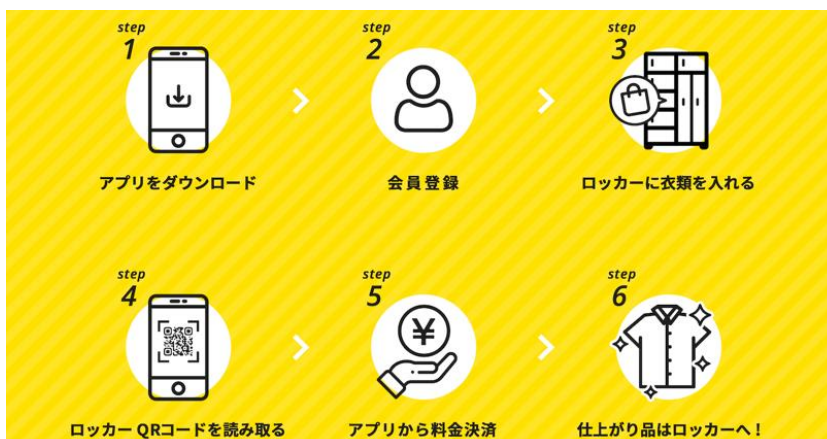 step
1
step
2
step
3
アプリをダウンロード
会員登録
ロッカーに衣類を入れる
step
4
step
5
step
6
¥
ロッカー QRコードを読み取る
アプリから料金決済
仕上がり品はロッカーへ！